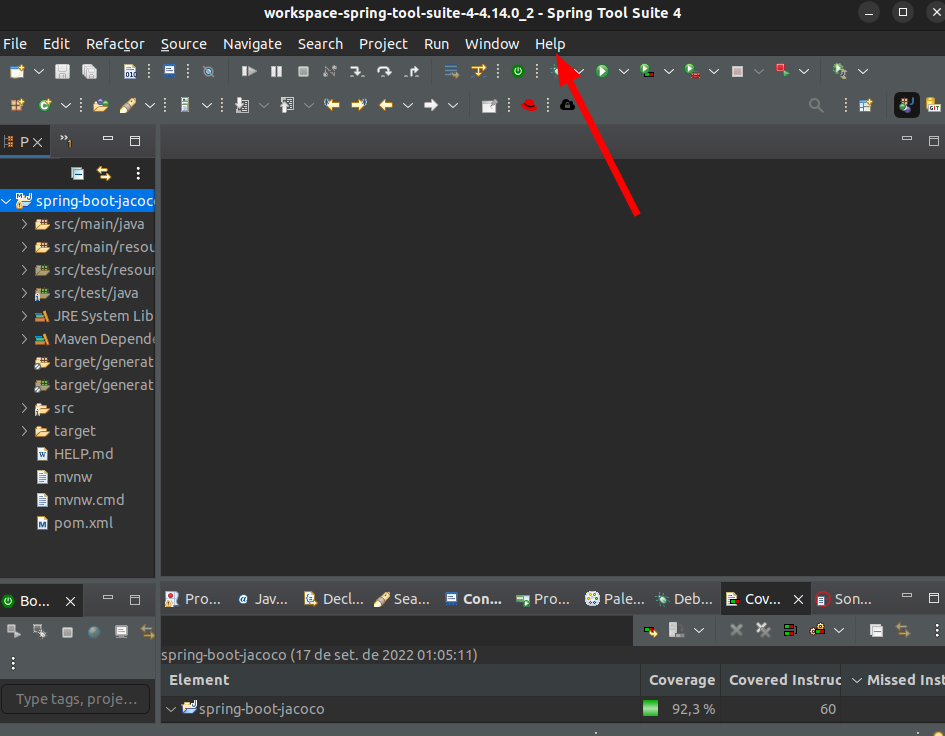 workspace-spring-tool-suite-4-4.14.0_2 - Spring Tool Suite 4
File Edit Refactor Source Navigate Search Project Run Window Help
010
GIT
P
»1
spring-boot-jacoc
src/main/java
src/main/resou
src/test/resour
src/test/java
JRE System Lib
Maven Depende
target/generat
target/generat
src
target
HELP.md
mvnw
mvnw.cmd
pom.xml
Bo...
Type tags, proje...
Pro... Jav... Decl... Sea... Con... Pro... Pale... Deb... Cov... Son...
spring-boot-jacoco (17 de set. de 2022 01:05:11)
Element Coverage Covered Instruc Missed Inst
spring-boot-jacoco 92,3 % 60